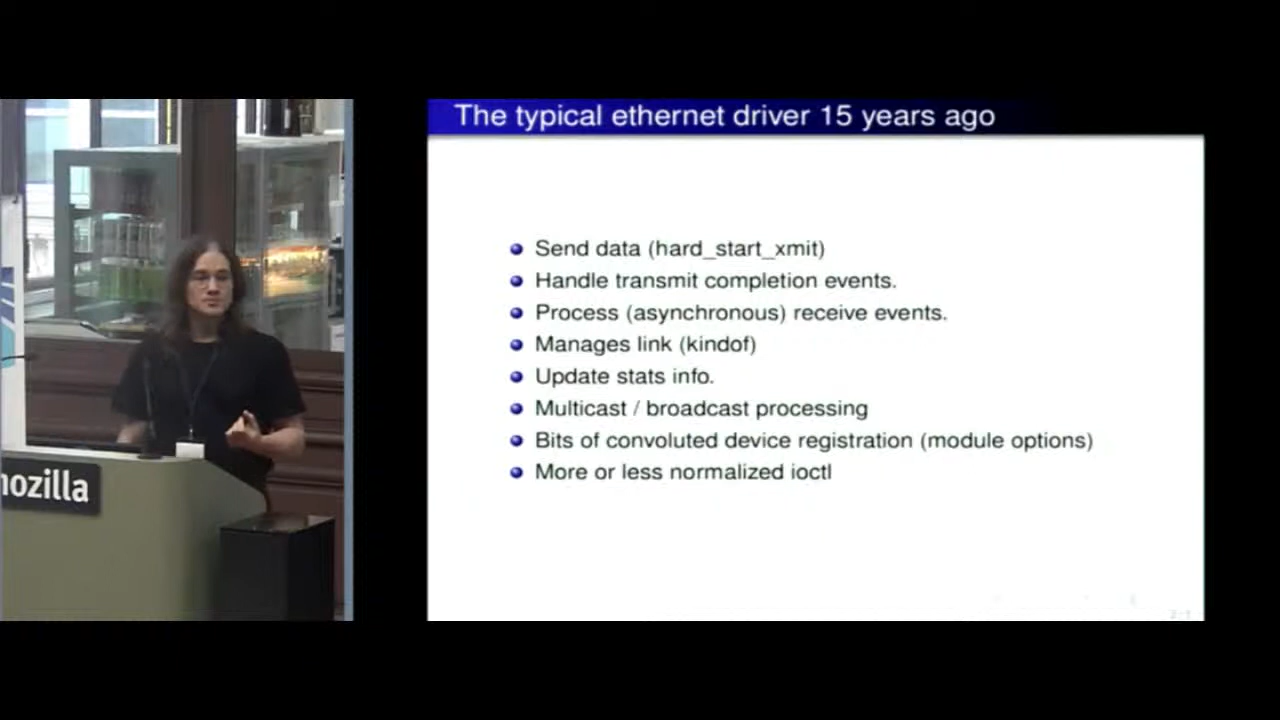 The typical ethernet driver 15 years ago
Send data (hard_start_xmit)
Handle transmit completion events.
Process (asynchronous) receive events.
Manages link (kindof)
Update stats info.
Multicast / broadcast processing
Bits of convoluted device registration (module options)
More or less normalized ioctl
mozilla